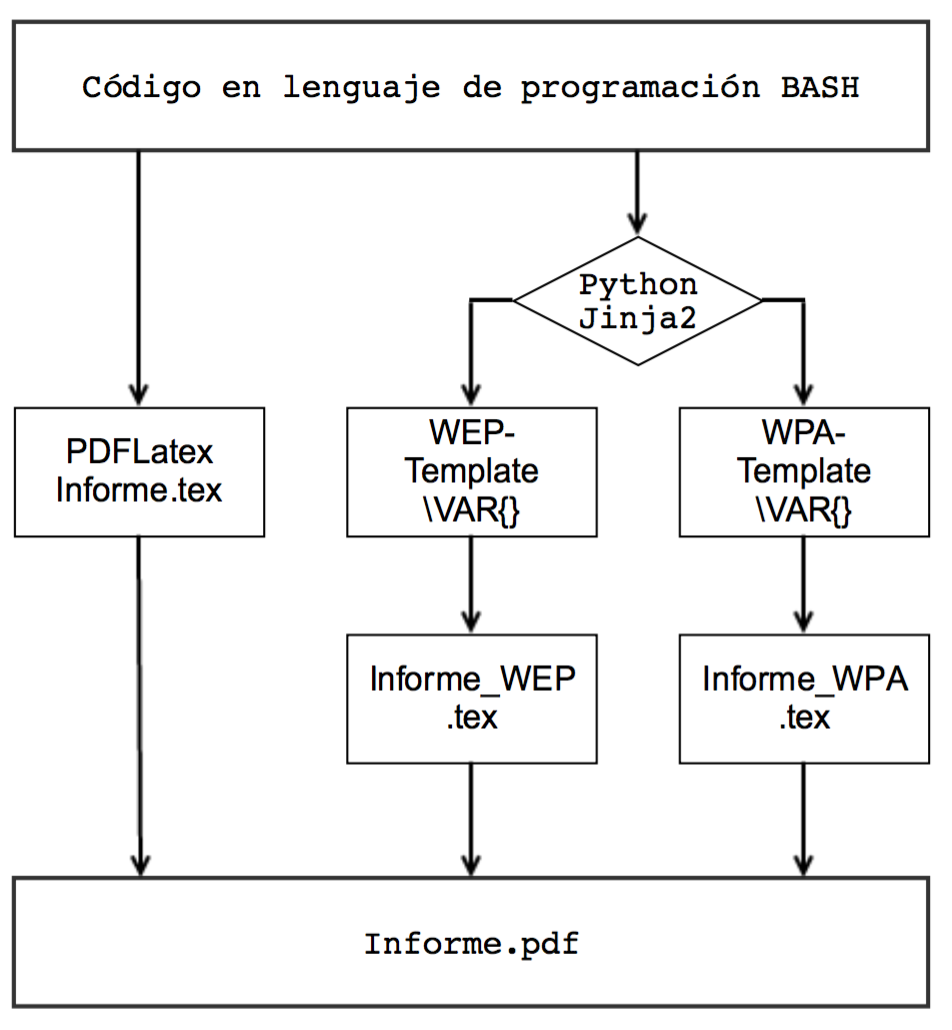 Código en lenguaje de programación BASH
Python
Jinja2
PDFLatex
Informe.tex
WEP-
Template
\VAR{}
WPA-
Template
\VAR{}
Informe_WEP
.tex
Informe_WPA
.tex
Informe.pdf